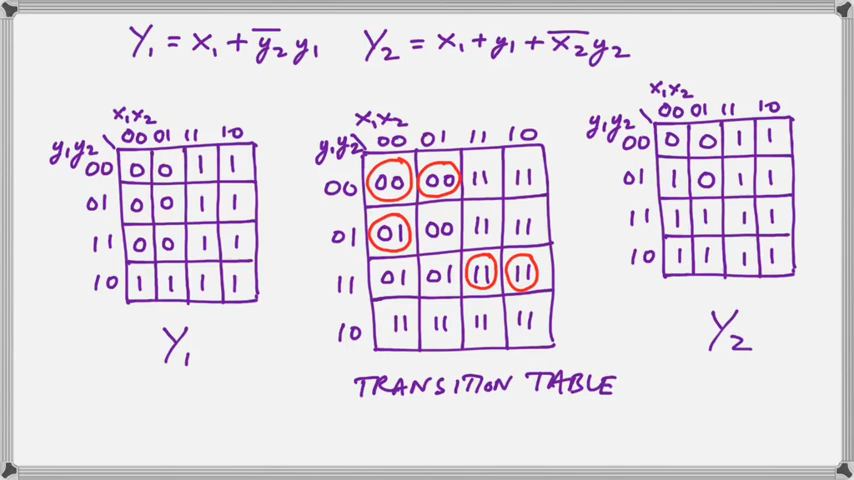 Y₁ = x₁ + y̅₂ y₁   Y₂ = x₁ + y₁ + x̅₂ y₂
x₁x₂
y₁y₂ 00 01 11 10
00 0 0 1 1
01 0 0 1 1
11 0 0 1 1
10 1 1 1 1
Y₁
x₁x₂
y₁y₂ 00 01 11 10
00 00 00 11 11
01 01 00 11 11
11 01 01 11 11
10 11 11 11 11
TRANSITION TABLE
x₁x₂
y₁y₂ 00 01 11 10
00 0 0 1 1
01 1 0 1 1
11 1 1 1 1
10 1 1 1 1
Y₂